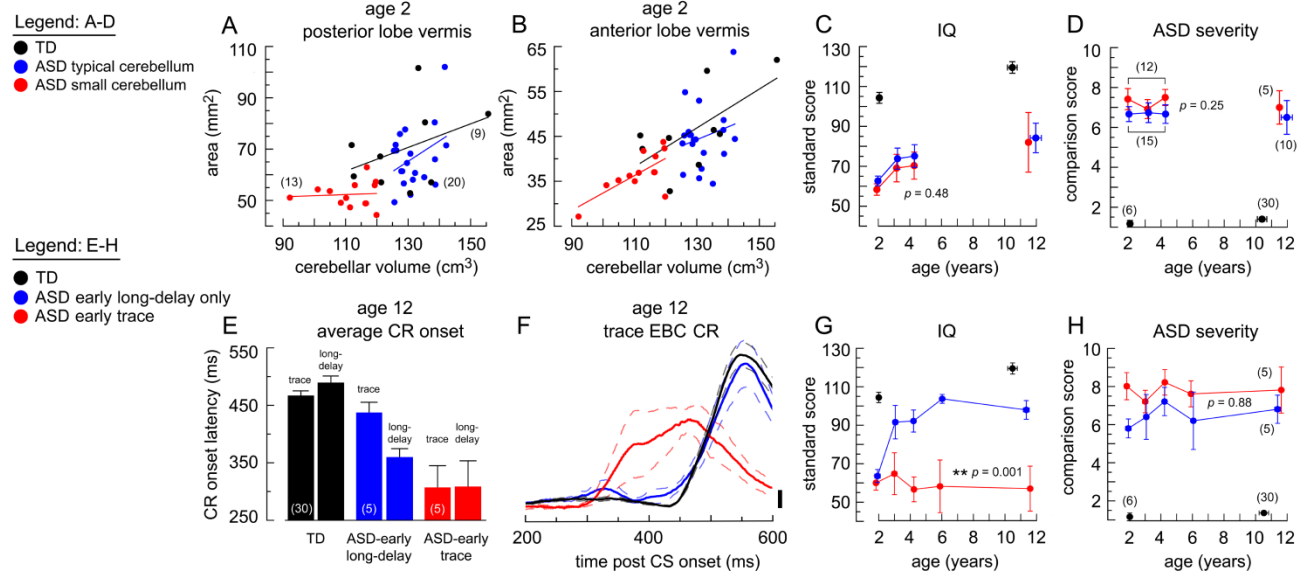 Legend: A-D
TD
ASD typical cerebellum
ASD small cerebellum
Legend: E-H
TD
ASD early long-delay only
ASD early trace
A
age 2
posterior lobe vermis
area (mm2)
110
90
70
50
(9)
(13)
(20)
90 110 130 150
cerebellar volume (cm3)
B
age 2
anterior lobe vermis
area (mm2)
65
55
45
35
25
90 110 130 150
cerebellar volume (cm3)
C
IQ
standard score
130
110
90
70
50
p = 0.48
2 4 6 8 10 12
age (years)
D
ASD severity
comparison score
10
8
6
4
2
(12)
p = 0.25
(15)
(5)
(10)
(6)
(30)
2 4 6 8 10 12
age (years)
E
age 12
average CR onset
CR onset latency (ms)
550
450
350
250
trace
long-
delay
trace
long-
delay
trace
long-
delay
(30)
(5)
(5)
TD
ASD-early
long-delay
ASD-early
trace
F
age 12
trace EBC CR
200 400 600
time post CS onset (ms)
G
IQ
standard score
130
110
90
70
50
** p = 0.001
2 4 6 8 10 12
age (years)
H
ASD severity
comparison score
10
8
6
4
2
(5)
p = 0.88
(5)
(6)
(30)
2 4 6 8 10 12
age (years)